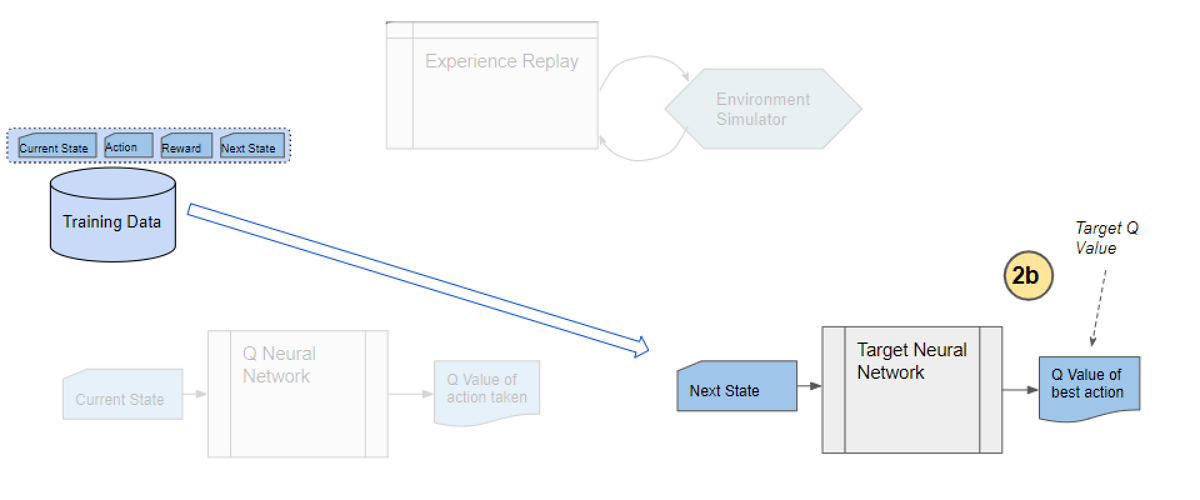 Experience Replay
Environment
Simulator
Current State
Action
Reward
Next State
Training Data
Target Q
Value
2b
Q Neural
Network
Current State
Q Value of
action taken
Next State
Target Neural
Network
Q Value of
best action